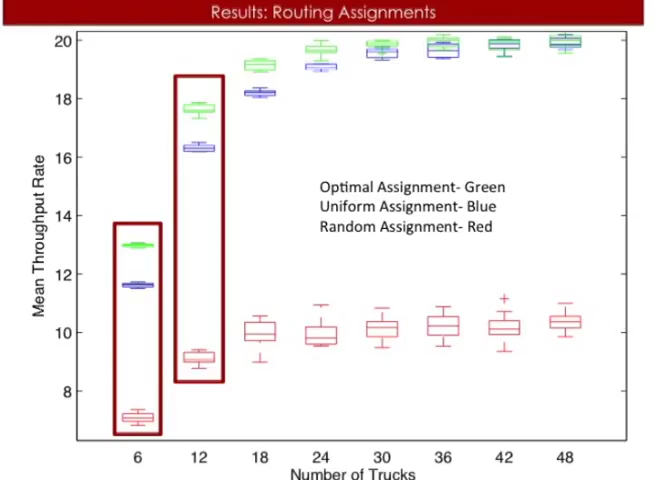 Results: Routing Assignments
20
18
16
14
12
10
8
Mean Throughput Rate
Optimal Assignment- Green
Uniform Assignment- Blue
Random Assignment- Red
6 12 18 24 30 36 42 48
Number of Trucks